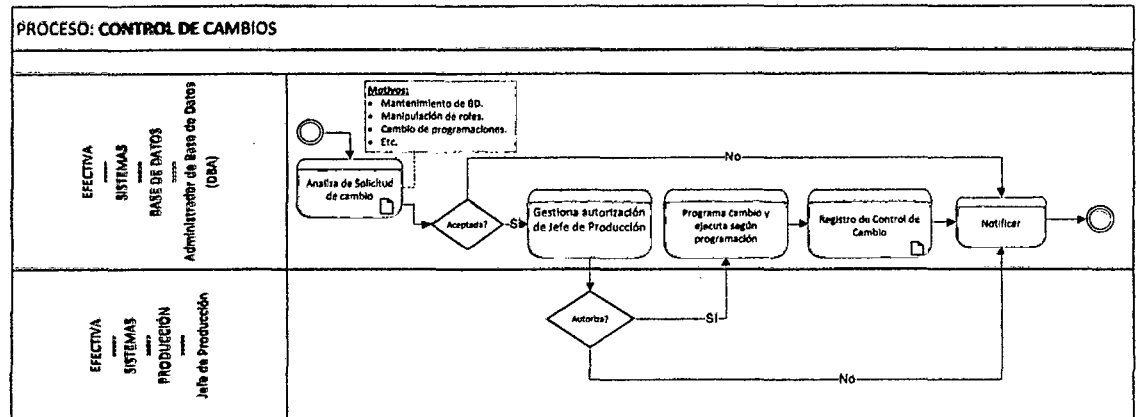 PROCESO: CONTROL DE CAMBIOS
EFECTIVA
SISTEMAS
BASE DE DATOS
Administrador de Base de Datos
(DBA)
Motivos:
• Mantenimiento de BD.
• Manipulación de roles.
• Cambio de programaciones.
• Etc.
Analiza de Solicitud
de cambio
Aceptada?
No
Si
Gestiona autorización
de Jefe de Producción
Programa cambio y
ejecuta según
programación
Registro de Control de
Cambio
Notificar
EFECTIVA
SISTEMAS
PRODUCCIÓN
Jefe de Producción
Autoriza?
Si
No